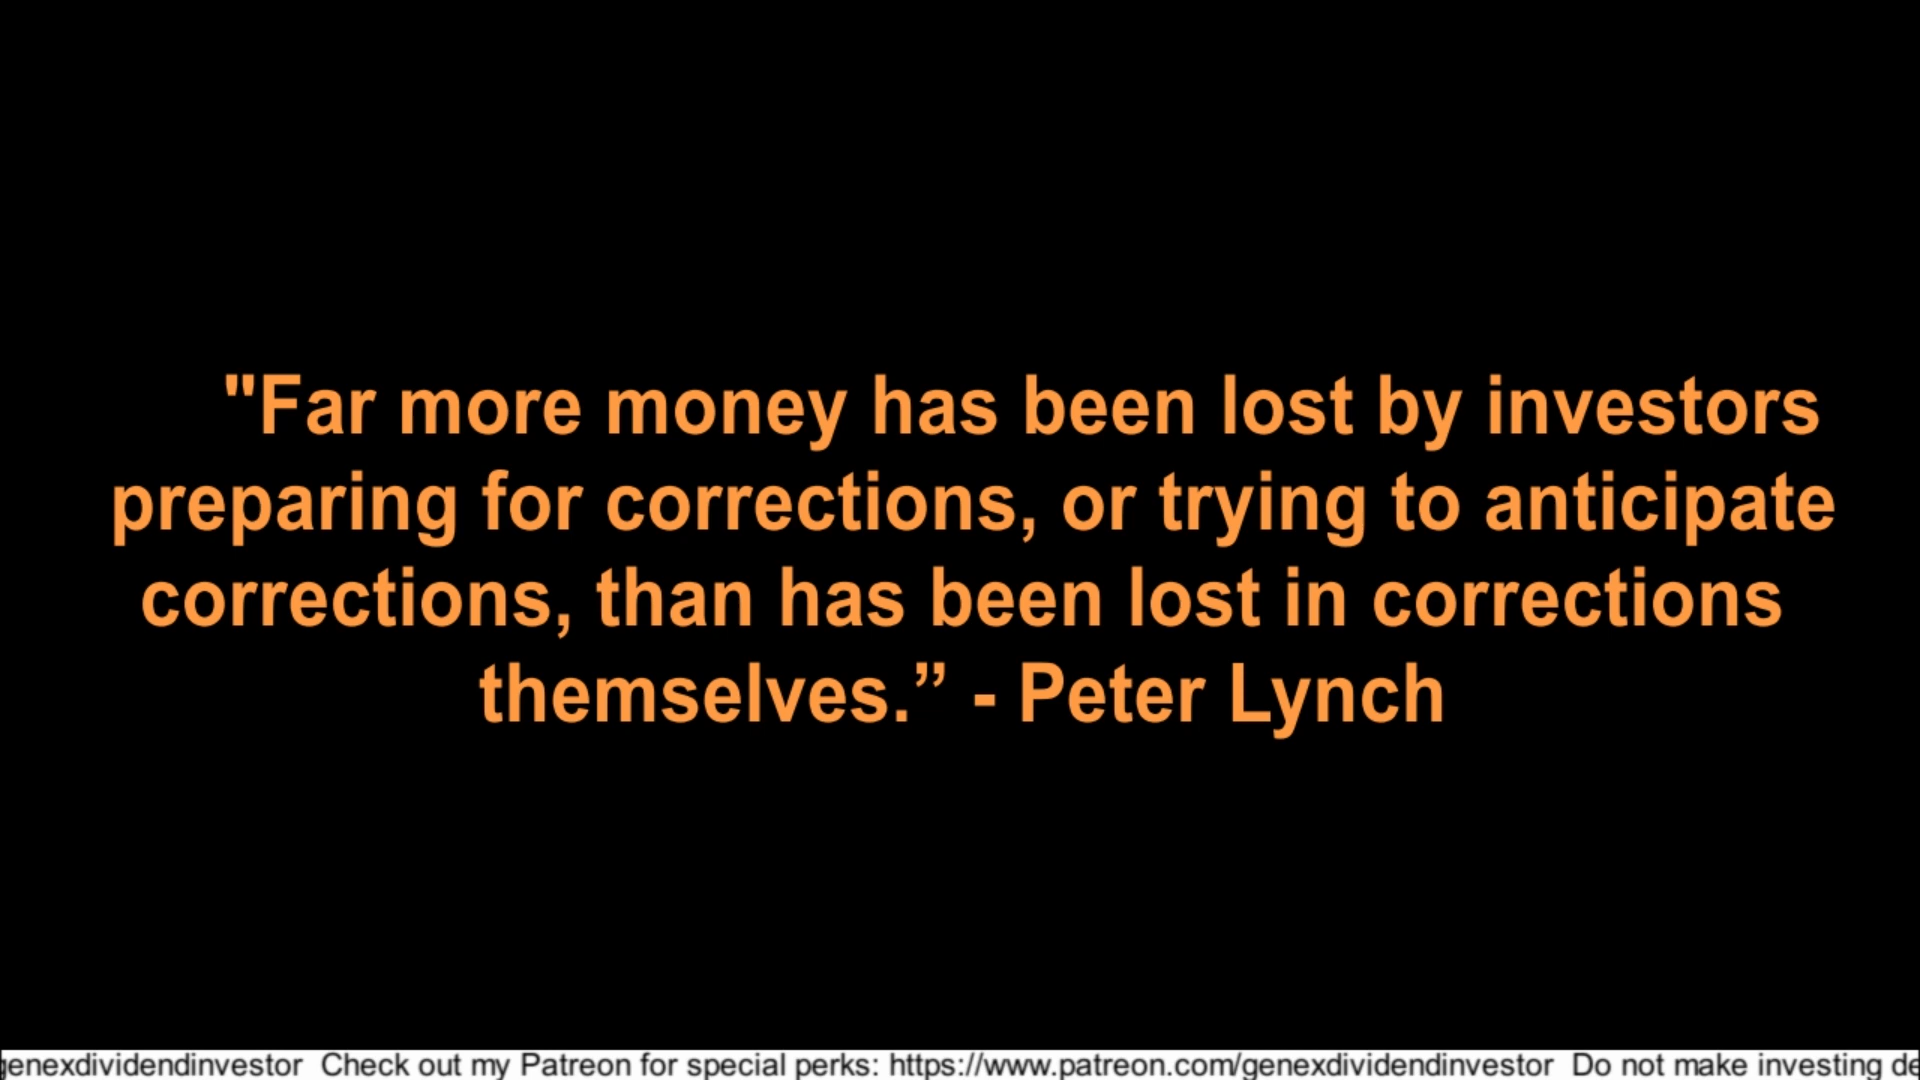 "Far more money has been lost by investors
preparing for corrections, or trying to anticipate
corrections, than has been lost in corrections
themselves.” - Peter Lynch
genexdividendinvestor  Check out my Patreon for special perks: https://www.patreon.com/genexdividendinvestor  Do not make investing